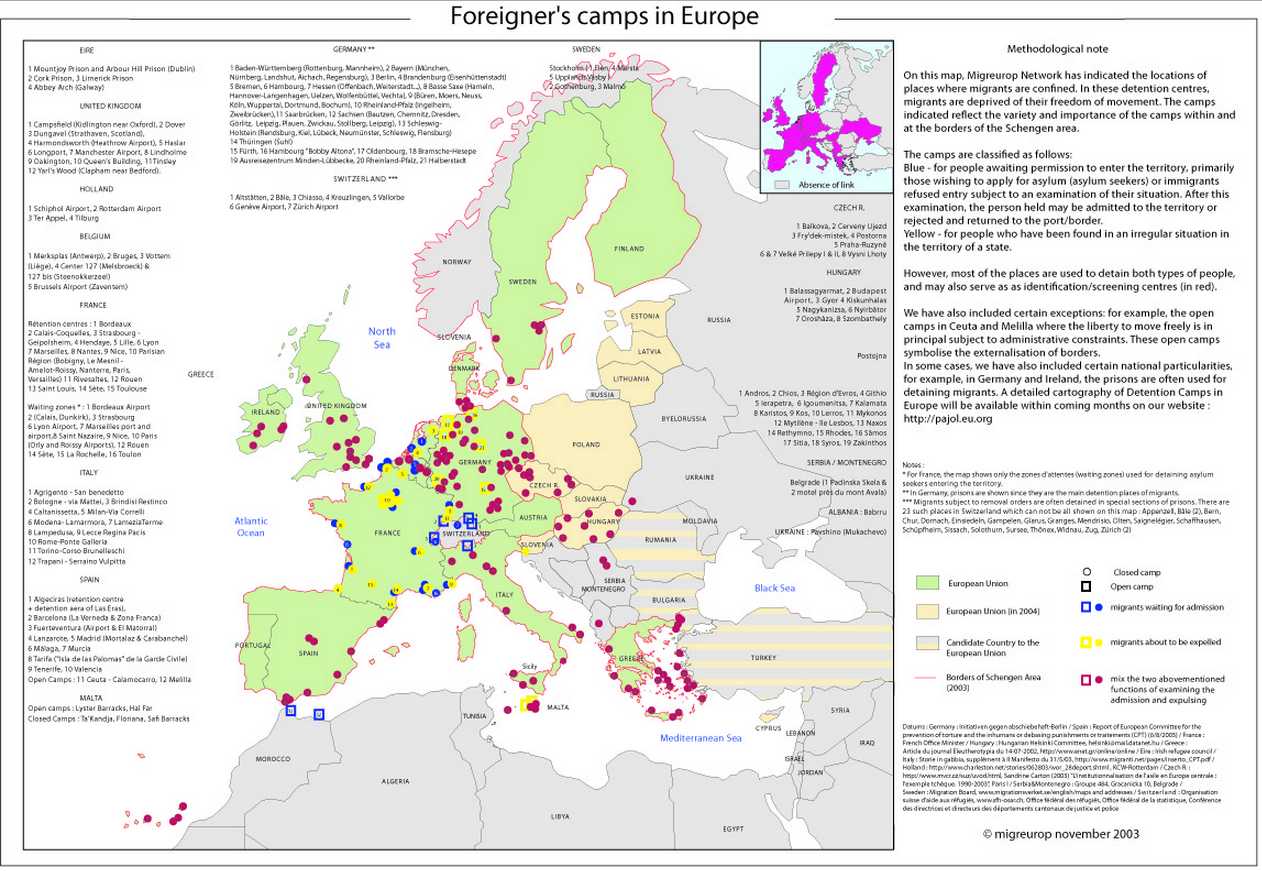 Foreigner's camps in Europe
EIRE
1 Mountjoy Prison and Arbour Hill Prison (Dublin)
2 Cork Prison, 3 Limerick Prison
4 Abbey Arch (Galway)
UNITED KINGDOM
1 Campsfield (Kidlington near Oxford), 2 Dover
3 Dungavel (Strathaven, Scotland),
4 Harmondsworth (Heathrow Airport), 5 Haslar
6 Longport, 7 Manchester Airport, 8 Lindholme
9 Oakington, 10 Queen's Building, 11Tinsley
12 Yarl's Wood (Clapham near Bedford).
HOLLAND
1 Schiphol Airport, 2 Rotterdam Airport
3 Ter Appel, 4 Tilburg
BELGIUM
1 Merksplas (Antwerp), 2 Bruges, 3 Vottem
(Liège), 4 Center 127 (Melsbroeck) &
127 bis (Steenokkerzeel)
5 Brussels Airport (Zaventem)
FRANCE
Retention centres : 1 Bordeaux
2 Calais-Coquelles, 3 Strasbourg -
Geipolsheim, 4 Hendaye, 5 Lille, 6 Lyon
7 Marseilles, 8 Nantes, 9 Nice, 10 Parisian
Région (Bobigny, Le Mesnil -
Amelot-Roissy, Nanterre, Paris,
Versailles) 11 Rivesaltes, 12 Rouen
13 Saint Louis, 14 Sète, 15 Toulouse
Waiting zones * : 1 Bordeaux Airport
2 (Calais, Dunkirk), 3 Strasbourg
6 Lyon Airport, 7 Marseilles port and
airport,8 Saint Nazaire, 9 Nice, 10 Paris
(Orly and Roissy Airports), 12 Rouen
14 Sète, 15 La Rochelle, 16 Toulon
ITALY
1 Agrigento - San benedetto
2 Bologne - via Mattei, 3 Brindisi Restinco
4 Caltanissetta, 5 Milan-Via Correlli
6 Modena- Lamarmora, 7 LameziaTerme
8 Lampedusa, 9 Lecce Regina Pacis
10 Rome-Ponte Galleria
11 Torino-Corso Brunelleschi
12 Trapani - Serraino Vulpitta
SPAIN
1 Algeciras (retention centre
+ detention aera of Las Eras),
2 Barcelona (La Verneda & Zona Franca)
3 Fuerteventura (Airport & El Matorral)
4 Lanzarote, 5 Madrid (Mortalaz & Carabanchel)
6 Màlaga, 7 Murcia
8 Tarifa ("Isla de las Palomas" de la Garde Civile)
9 Tenerife, 10 Valencia
Open Camps : 11 Ceuta - Calamocarro, 12 Melilla
MALTA
Open camps : Lyster Barracks, Hal Far
Closed Camps : Ta'Kandja, Floriana, Safi Barracks
GERMANY **
1 Baden-Württemberg (Rottenburg, Mannheim), 2 Bayern (München,
Nürnberg, Landshut, Aichach, Regensburg), 3 Berlin, 4 Brandenburg (Eisenhüttenstadt)
5 Bremen, 6 Hambourg, 7 Hessen (Offenbach, Weiterstadt...), 8 Basse Saxe (Hameln,
Hannover-Langenhagen, Uelzen, Wolfenbüttel, Vechta), 9 (Büren, Moers, Neuss,
Köln, Wuppertal, Dortmund, Bochum), 10 Rheinland-Pfalz (Ingelheim,
Zweibrücken),11 Saarbrücken, 12 Sachsen (Bautzen, Chemnitz, Dresden,
Görlitz, Leipzig, Plauen, Zwickau, Stollberg, Leipzig), 13 Schleswig-
Holstein (Rendsburg, Kiel, Lübeck, Neumünster, Schleswig, Flensburg)
14 Thüringen (Suhl)
15 Fürth, 16 Hambourg "Bobby Altona", 17 Oldenbourg, 18 Bramsche-Hesepe
19 Ausreisezentrum Minden-Lübbecke, 20 Rheinland-Pfalz, 21 Halberstadt
SWITZERLAND ***
1 Altstätten, 2 Bâle, 3 Chiasso, 4 Kreuzlingen, 5 Vallorbe
6 Genève Airport, 7 Zürich Airport
SWEDEN
Stockholm (1 Flen, 4 Märsta
5 Upplands Väsby)
2 Gothenburg, 3 Malmö
Absence of link
CZECH R.
1 Balkova, 2 Cerveny Ujezd
3 Fry'dek-mistek, 4 Postorna
5 Praha-Ruzyné
6 & 7 Velké Prilepy I & II, 8 Vysni Lhoty
HUNGARY
1 Balassagyarmat, 2 Budapest
Airport, 3 Gyor 4 Kiskunhalas
5 Nagykanizsa, 6 Nyirbàtor
7 Oroshàza, 8 Szombathely
SLOVENIA
Postojna
GREECE
1 Andros, 2 Chios, 3 Région d'Evros, 4 Githio
5 Ierapetra, 6 Igoumenitsa, 7 Kalamata
8 Karistos, 9 Kos, 10 Lerros, 11 Mykonos
12 Mytilène - Ile Lesbos, 13 Naxos
14 Rethymno, 15 Rhodes, 16 Sàmos
17 Sitia, 18 Syros, 19 Zakinthos
SERBIA / MONTENEGRO
Belgrade (1 Padinska Skela &
2 motel près du mont Avala)
ALBANIA : Babrru
UKRAINE : Pavshino (Mukachevo)
NORWAY
SWEDEN
FINLAND
ESTONIA
LATVIA
LITHUANIA
RUSSIA
RUSSIA
BYELORUSSIA
North
Sea
DENMARK
IRELAND
UNITED KINGDOM
POLAND
GERMANY
UKRAINE
CZECH R.
SLOVAKIA
Atlantic
Ocean
FRANCE
SWITZERLAND
AUSTRIA
HUNGARY
MOLDAVIA
RUMANIA
SLOVENIA
SERBIA
MONTENEGRO
Black Sea
BULGARIA
ITALY
PORTUGAL
SPAIN
GREECE
TURKEY
Sicily
MALTA
TUNISIA
Mediterranean Sea
CYPRUS
SYRIA
LEBANON
IRAQ
ISRAEL
JORDAN
MOROCCO
ALGERIA
LIBYA
EGYPT
Methodological note
On this map, Migreurop Network has indicated the locations of
places where migrants are confined. In these detention centres,
migrants are deprived of their freedom of movement. The camps
indicated reflect the variety and importance of the camps within and
at the borders of the Schengen area.
The camps are classified as follows:
Blue - for people awaiting permission to enter the territory, primarily
those wishing to apply for asylum (asylum seekers) or immigrants
refused entry subject to an examination of their situation. After this
examination, the person held may be admitted to the territory or
rejected and returned to the port/border.
Yellow - for people who have been found in an irregular situation in
the territory of a state.
However, most of the places are used to detain both types of people,
and may also serve as as identification/screening centres (in red).
We have also included certain exceptions: for example, the open
camps in Ceuta and Melilla where the liberty to move freely is in
principal subject to administrative constraints. These open camps
symbolise the externalisation of borders.
In some cases, we have also included certain national particularities,
for example, in Germany and Ireland, the prisons are often used for
detaining migrants. A detailed cartography of Detention Camps in
Europe will be available within coming months on our website :
http://pajol.eu.org
Notes :
* For France, the map shows only the zones d'attentes (waiting zones) used for detaining asylum
seekers entering the territory.
** In Germany, prisons are shown since they are the main detention places of migrants.
*** Migrants subject to removal orders are often detained in special sections of prisons. There are
23 such places in Switzerland which can not be all shown on this map : Appenzell, Bâle (2), Bern,
Chur, Dornach, Einsiedeln, Gampelen, Glarus, Granges, Mendrisio, Olten, Saignelégier, Schaffhausen,
Schüpfheim, Sissach, Solothurn, Sursee, Thônex, Widnau, Zug, Zürich (2)
European Union
European Union (in 2004)
Candidate Country to the
European Union
Borders of Schengen Area
(2003)
Closed camp
Open camp
migrants waiting for admission
migrants about to be expelled
mix the two abovementioned
functions of examining the
admission and expulsion
Datums : Germany : Initiativen gegen abschiebehaft-Berlin / Spain : Report of European Committee for the
prevention of torture and the inhumans or debasing punishments or traitements (CPT) (6/8/2005) / France :
French Office Minister / Hungary : Hungarian Helsinki Committee, helsinki@mail.datanet.hu / Greece :
Article du journal Eleutherotypia du 14-07-2002, http://www.enet.gr/online/online / Eire : Irish refugee council /
Italy : Storie in gabbia, supplément à Il Manifesto du 31/5/03, http://www.migranti.net/pages/inserto_CPT.pdf /
Holland : http://www.charleston.net/stories/062803/wor_28deport.shtml, KCW-Rotterdam / Czech R :
http://www.mvcr.cz/suz/uvod.html, Sandrine Carton (2003) "L'institutionnalisation de l'asile en Europe centrale :
l'exemple tchèque. 1990-2003", Paris I / Serbia&Montenegro : Groupe 484, Gracanicka 10, Belgrade /
Sweden : Migration Board, www.migrationverket.se/english/maps and addresses / Switzerland : Organisation
suisse d'aide aux réfugiés, www.sfh-osar.ch, Office fédéral des réfugiés, Office fédéral de la statistique, Conférence
des directrices et directeurs des départements cantonaux de justice et police
© migreurop november 2003